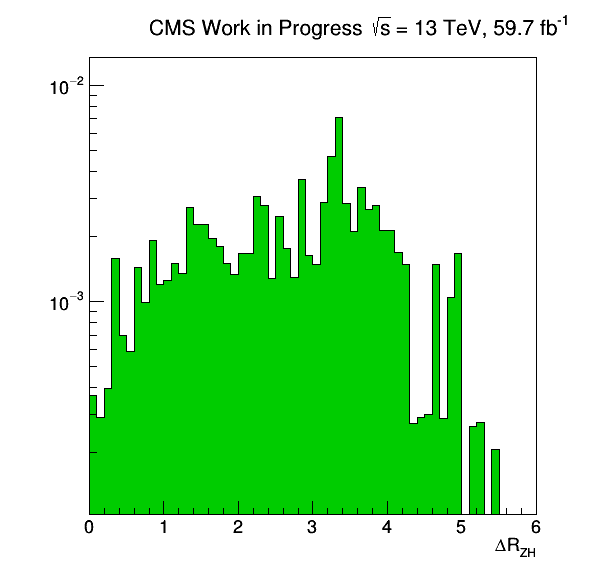 CMS Work in Progress √s = 13 TeV, 59.7 fb⁻¹
10⁻²
10⁻³
0 1 2 3 4 5 6
ΔR_ZH